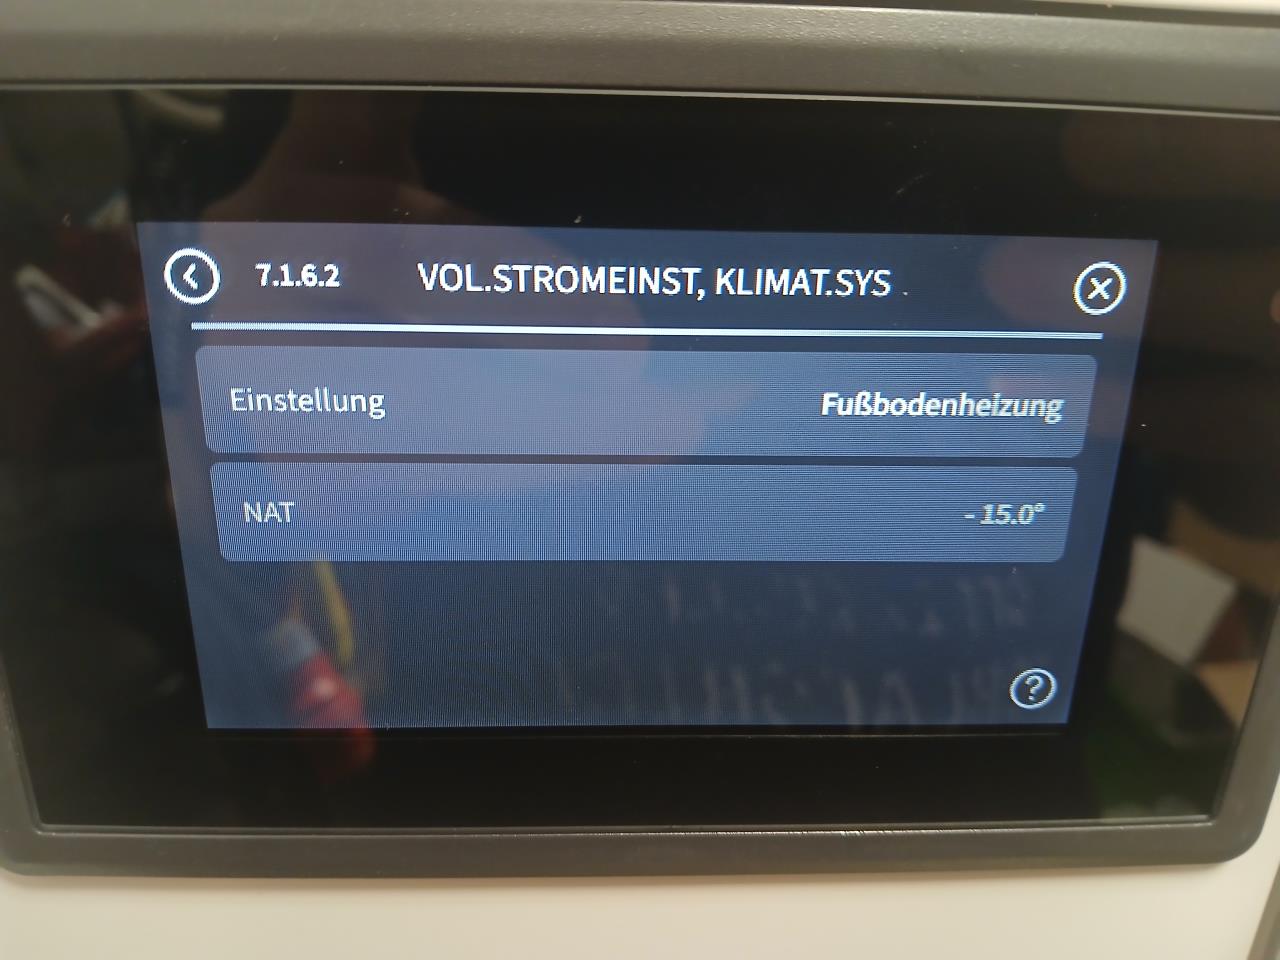 7.1.6.2 VOL.STROMEINST, KLIMAT.SYS .
Einstellung Fußbodenheizung
NAT - 15.0°
?